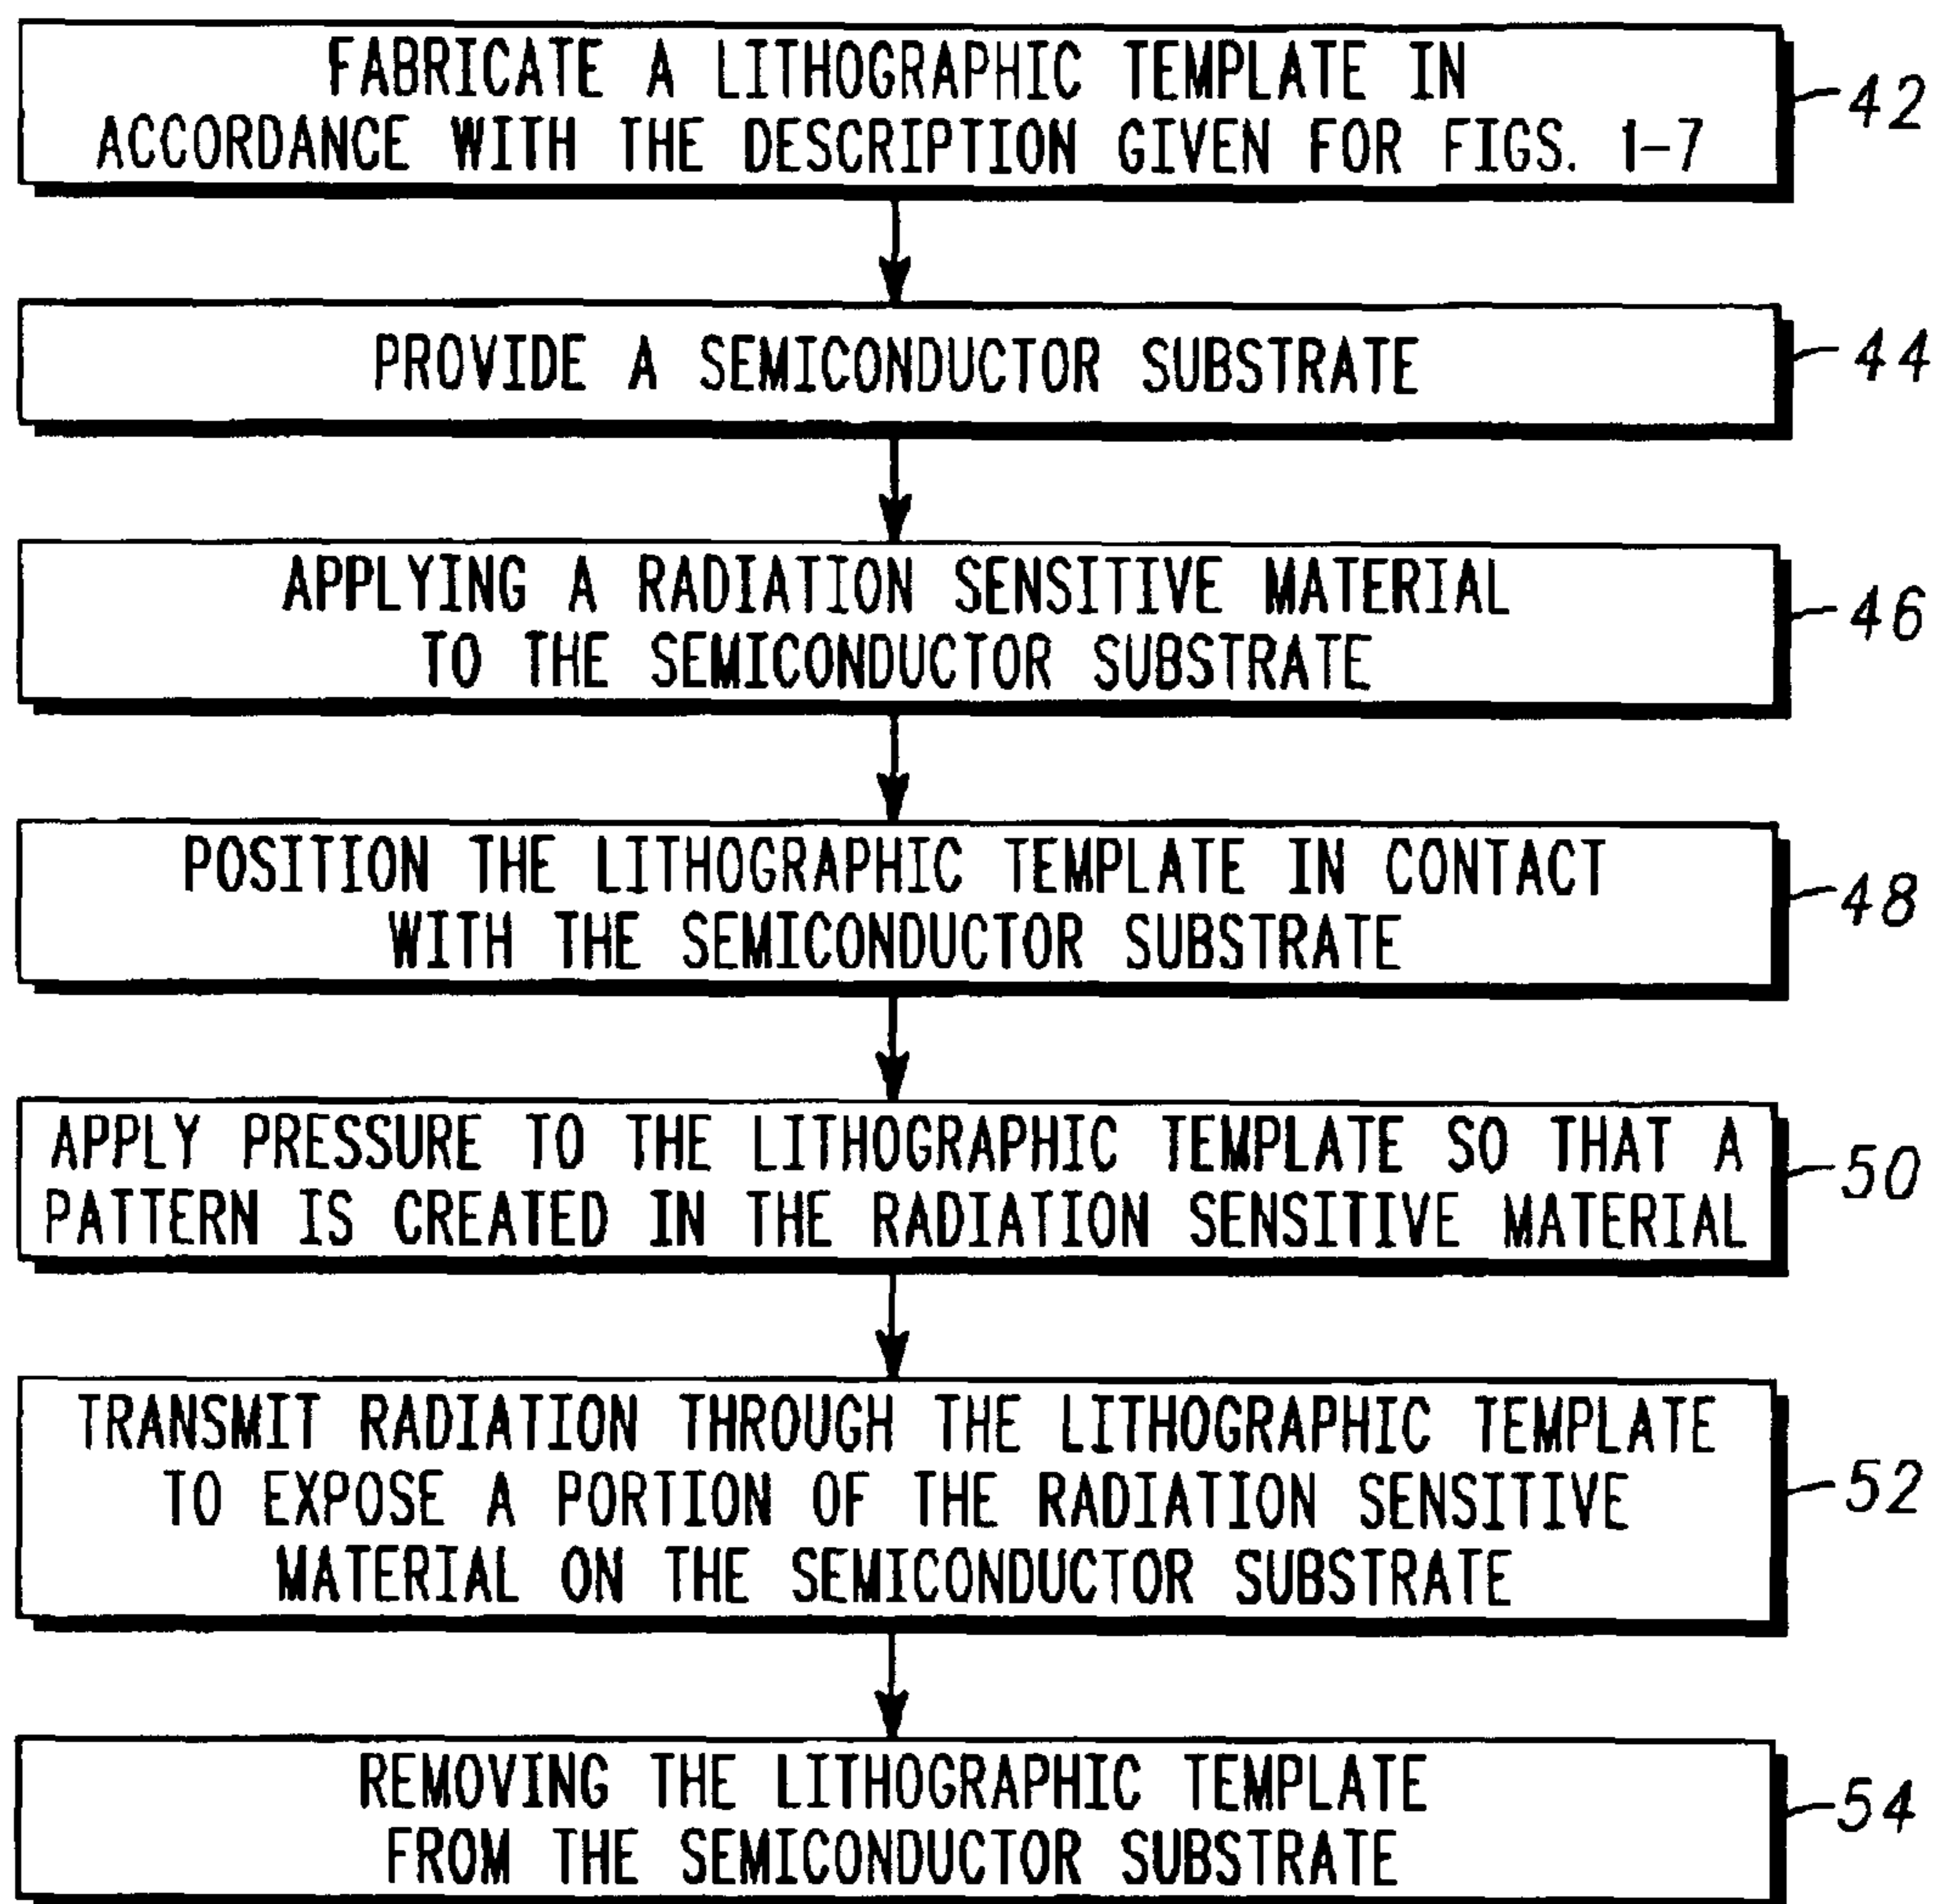 FABRICATE A LITHOGRAPHIC TEMPLATE IN
ACCORDANCE WITH THE DESCRIPTION GIVEN FOR FIGS. 1-7
42
PROVIDE A SEMICONDUCTOR SUBSTRATE
44
APPLYING A RADIATION SENSITIVE MATERIAL
TO THE SEMICONDUCTOR SUBSTRATE
46
POSITION THE LITHOGRAPHIC TEMPLATE IN CONTACT
WITH THE SEMICONDUCTOR SUBSTRATE
48
APPLY PRESSURE TO THE LITHOGRAPHIC TEMPLATE SO THAT A
PATTERN IS CREATED IN THE RADIATION SENSITIVE MATERIAL
50
TRANSMIT RADIATION THROUGH THE LITHOGRAPHIC TEMPLATE
TO EXPOSE A PORTION OF THE RADIATION SENSITIVE
MATERIAL ON THE SEMICONDUCTOR SUBSTRATE
52
REMOVING THE LITHOGRAPHIC TEMPLATE
FROM THE SEMICONDUCTOR SUBSTRATE
54